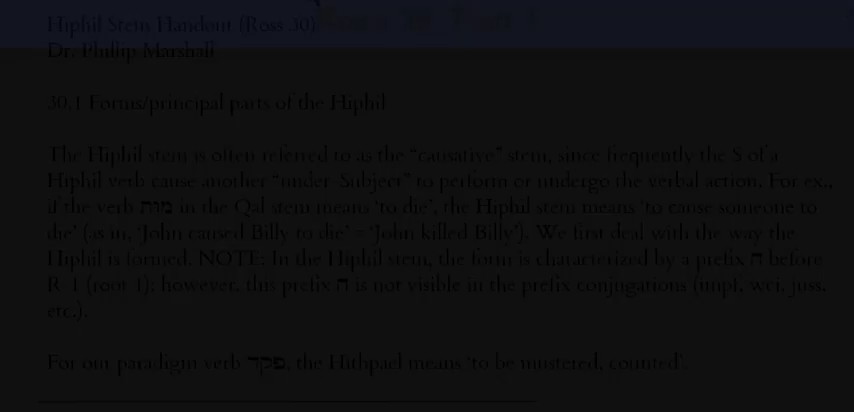 Hiphil Stem Handout (Ross 30)
Dr. Phillip Marshall
30.1 Forms/principal parts of the Hiphil
The Hiphil stem is often referred to as the “causative” stem, since frequently the S of a
Hiphil verb cause another “under-Subject” to perform or undergo the verbal action. For ex.,
if the verb מות in the Qal stem means ‘to die’, the Hiphil stem means ‘to cause someone to
die’ (as in, ‘John caused Billy to die’ = ‘John killed Billy’). We first deal with the way the
Hiphil is formed. NOTE: In the Hiphil stem, the form is characterized by a prefix ה before
R-1 (root 1); however, this prefix ה is not visible in the prefix conjugations (impf, wci, juss,
etc.).
For our paradigm verb פקד, the Hithpael means ‘to be mustered, counted’.